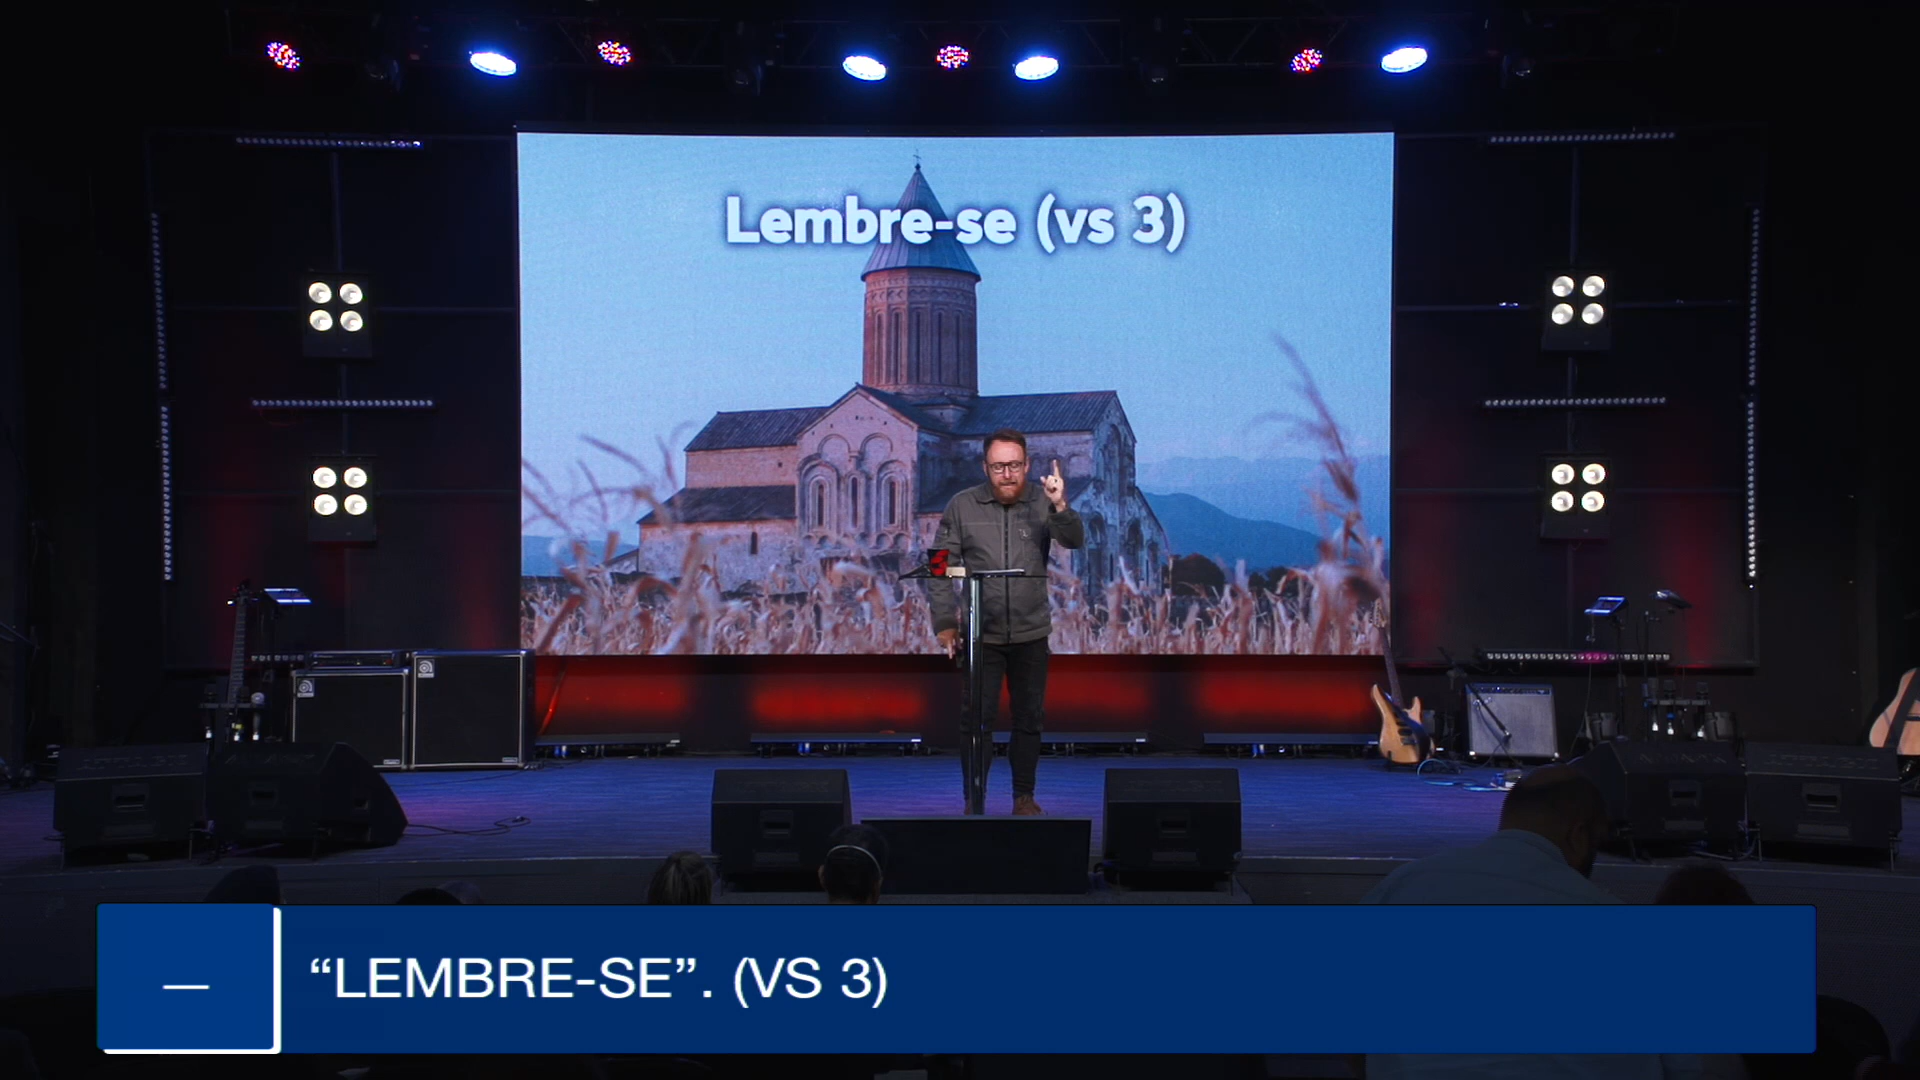 Lembre-se (vs 3)
— “LEMBRE-SE”. (VS 3)